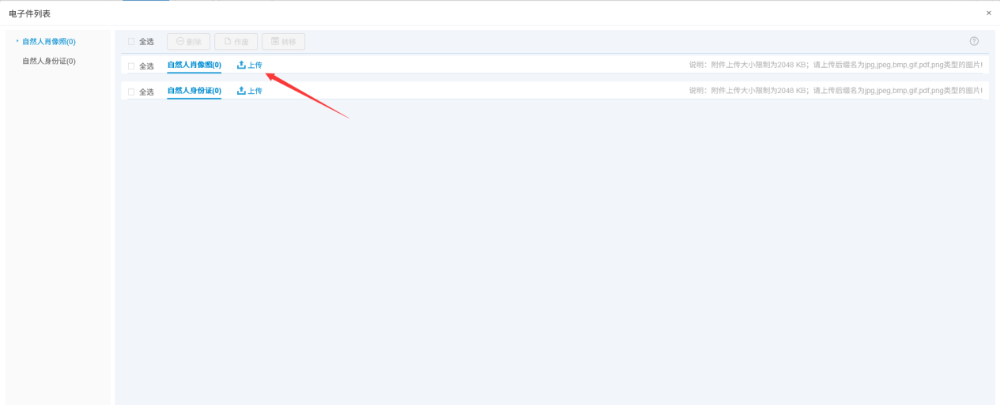 电子件列表
×
自然人肖像照(0)
自然人身份证(0)
全选 删除 作废 转移
全选 自然人肖像照(0) 上传 说明：附件上传大小限制为2048 KB；请上传后缀名为jpg,jpeg,bmp,gif,pdf,png类型的图片
全选 自然人身份证(0) 上传 说明：附件上传大小限制为2048 KB；请上传后缀名为jpg,jpeg,bmp,gif,pdf,png类型的图片